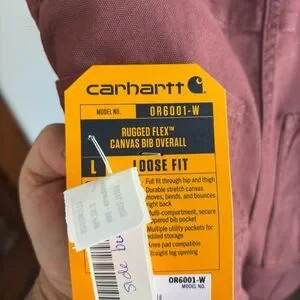 carhartt
MODEL NO.
OR6001-W
RUGGED FLEX™
CANVAS BIB OVERALL
L
LOOSE FIT
Full fit through hip and thigh
Durable stretch canvas
moves, bends, and bounces
right back
Multi-compartment, secure
zippered bib pocket
Multiple utility pockets for
added storage
Knee pad compatible
Straight leg opening
side bu
OR6001-W
MODEL NO.